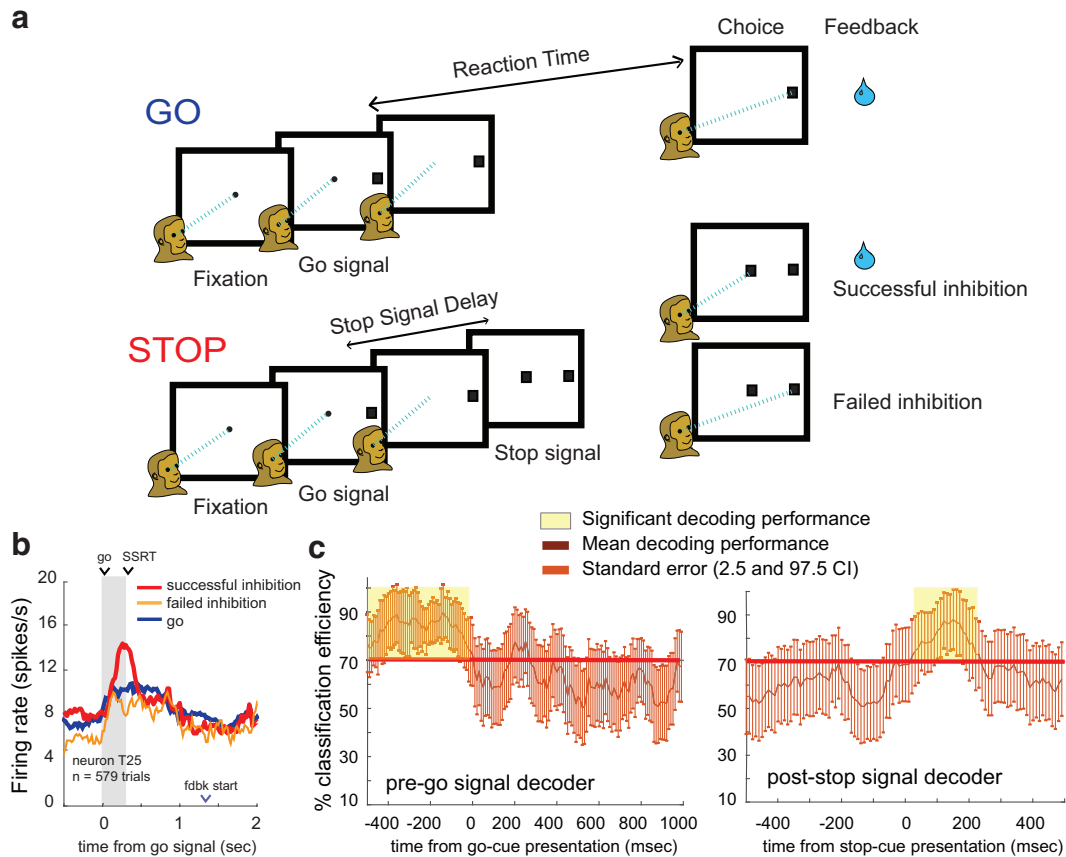 a
Choice
Feedback
Reaction Time
GO
Fixation
Go signal
Successful inhibition
Stop Signal Delay
STOP
Failed inhibition
Stop signal
Go signal
Fixation
b
go
SSRT
20
16
12
8
4
0
Firing rate (spikes/s)
successful inhibition
failed inhibition
go
neuron T25
n = 579 trials
fdbk start
0
1
2
time from go signal (sec)
c
Significant decoding performance
Mean decoding performance
Standard error (2.5 and 97.5 CI)
% classification efficiency
90
70
50
30
10
pre-go signal decoder
-400 -200 0 200 400 600 800 1000
time from go-cue presentation (msec)
90
70
50
30
10
post-stop signal decoder
-400 -200 0 200 400
time from stop-cue presentation (msec)